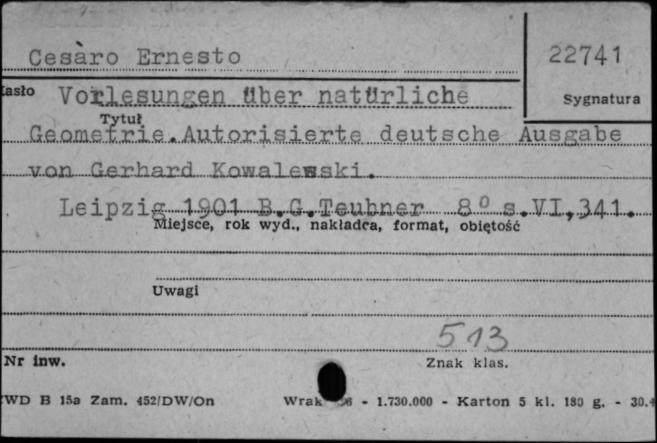 Cesàro Ernesto
22741
Vorlesungen über natürliche
Sygnatura
Tytuł
Geometrie. Autorisierte deutsche Ausgabe
von Gerhard Kowalewski.
Leipzig 1901 B.G.Teubner 8⁰ s.VI,341.
Miejsce, rok wyd., nakładca, format, objętość
Uwagi
513
Nr inw.
Znak klas.
WD B 15a Zam. 452/DW/On
- 1.730.000 - Karton 5 kl. 180 g. -